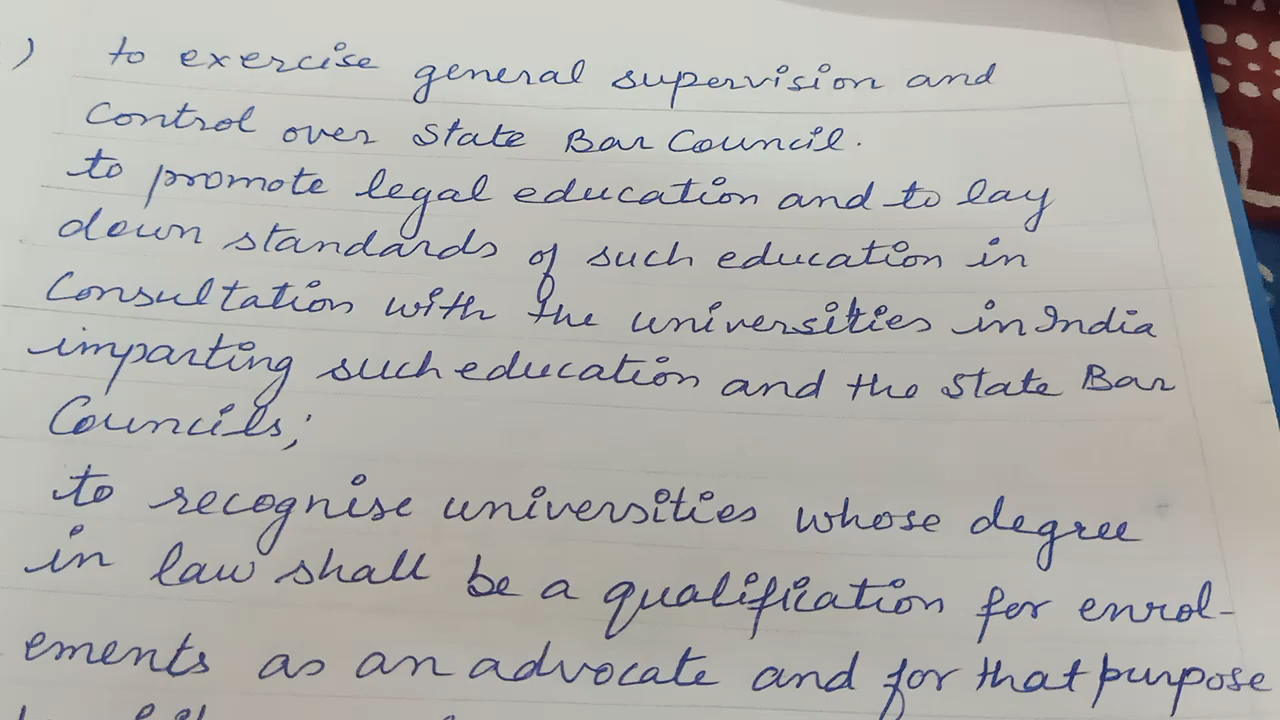 ) to exercise general supervision and
Control over State Bar Council.
to promote legal education and to lay
down standards of such education in
Consultation with the universities in India
imparting such education and the State Bar
Councils;
to recognise universities whose degree
in law shall be a qualification for enrol-
ements as an advocate and for that purpose